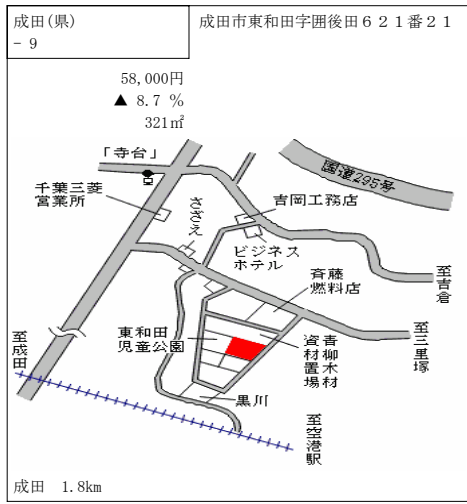 成田(県)
- 9
成田市東和田字囲後田６２１番２１
58,000円
▲ 8.7 %
321㎡
「寺台」
国道295号
千葉三菱
営業所
さざえ
吉岡工務店
ビジネス
ホテル
至吉倉
斉藤
燃料店
東和田
児童公園
青柳木材
資材置場
至三里塚
至成田
黒川
至空港駅
成田 1.8km